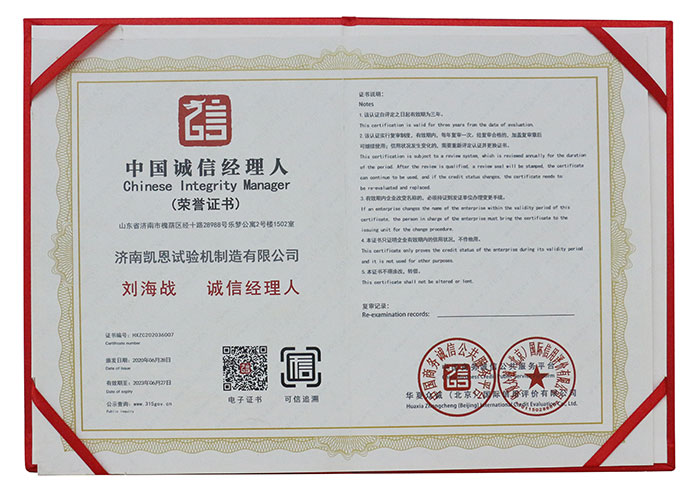 信
中国诚信经理人
Chinese Integrity Manager
(荣誉证书)
山东省济南市槐荫区经十路28988号乐梦公寓2号楼1502室
济南凯恩试验机制造有限公司
刘海战 诚信经理人
证书编号: HXZC202036007
Certificate number
颁发日期: 2020年06月28日
Date of issue
有效期至: 2023年06月27日
Date of expiry
公示查询: www.315gov.cn
Public inquiry
电子证书
可信追溯
证书说明:
Notes
1.该认证自评定之日起有效期为三年。
This certification is valid for three years from the date of evaluation.
2.该认证实行复审制度, 有效期内, 每年复审一次, 经复审合格的, 加盖复审章后
可继续使用; 信用状况发生变化的, 需要重新评定认证并更换证书。
This certification is subject to a review system, which is reviewed annually for the duration
of the period. After the review is qualified, a review seal will be stamped, the certificate
can continue to be used, and if the credit status changes, the certificate needs to
be re-evaluated and replaced.
3.有效期内企业改变名称的, 必须持证到发证单位办理变更手续。
If an enterprise changes the name of the enterprise within the validity period of this
certificate, the person in charge of the enterprise must bring the certificate to the
issuing unit for the change procedure.
4.本证书只证明企业有效期内的信用状况, 不作他用。
This certificate only proves the credit status of the enterprise during its validity period
and it is not used for other purposes.
5.本证书不得涂改、转借。
This certificate shall not be altered or lent.
复审记录:
Re-examination records:
商务诚信公共服务平台
华夏众诚(北京)国际信用评价有限公司
Huaxia Zhongcheng (Beijing) International Credit Evaluation Co., Ltd.